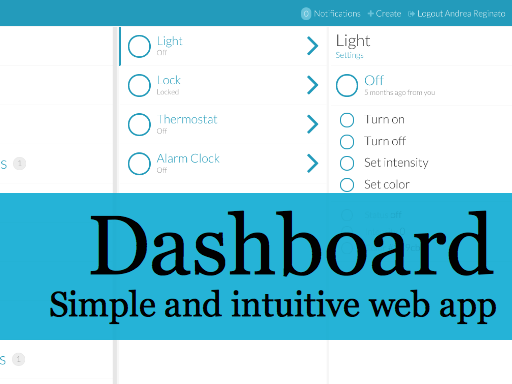 0 Notifications + Create Logout Andrea Reginato
Light
Off
Lock
Locked
Thermostat
Off
Alarm Clock
Off
Light
Settings
Off
5 months ago from you
Turn on
Turn off
Set intensity
Set color
s 1
Dashboard
Simple and intuitive web app
s 1